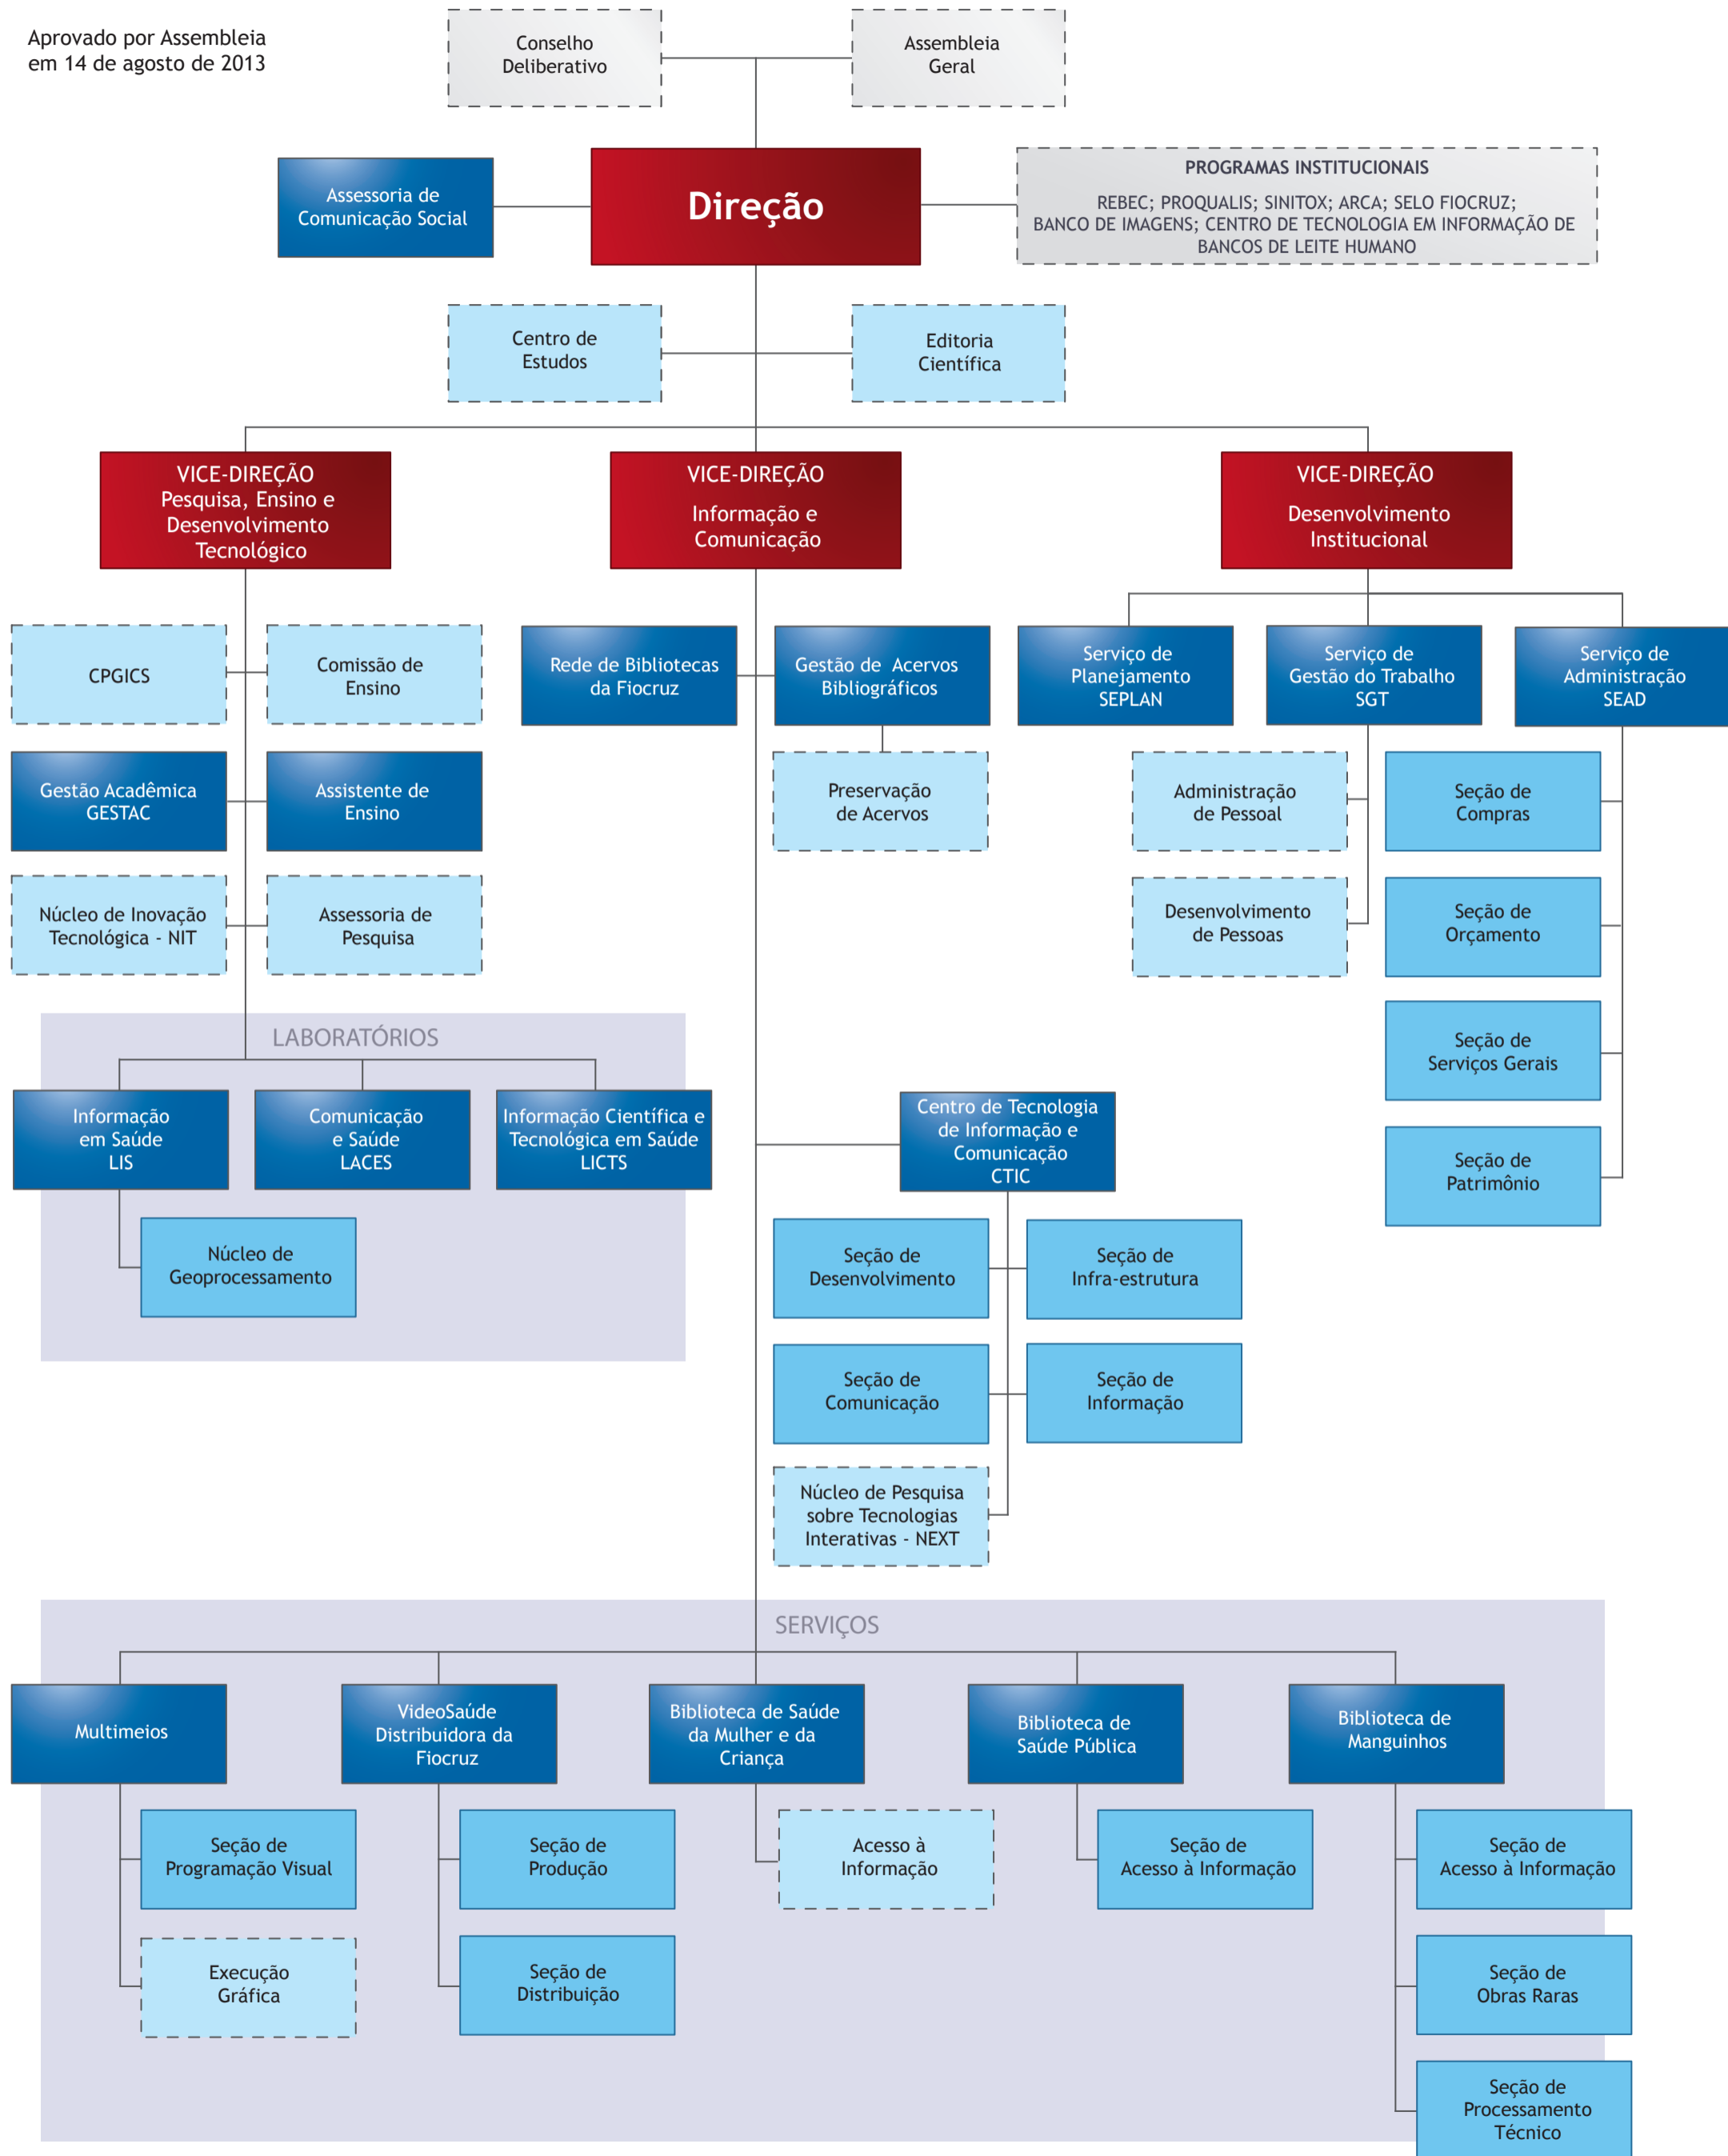 Aprovado por Assembleia
em 14 de agosto de 2013
Conselho
Deliberativo
Assembleia
Geral
Assessoria de
Comunicação Social
Direção
PROGRAMAS INSTITUCIONAIS
REBEC; PROQUALIS; SINITOX; ARCA; SELO FIOCRUZ;
BANCO DE IMAGENS; CENTRO DE TECNOLOGIA EM INFORMAÇÃO DE
BANCOS DE LEITE HUMANO
Centro de
Estudos
Editoria
Científica
VICE-DIREÇÃO
Pesquisa, Ensino e
Desenvolvimento
Tecnológico
VICE-DIREÇÃO
Informação e
Comunicação
VICE-DIREÇÃO
Desenvolvimento
Institucional
CPGICS
Comissão de
Ensino
Rede de Bibliotecas
da Fiocruz
Gestão de Acervos
Bibliográficos
Serviço de
Planejamento
SEPLAN
Serviço de
Gestão do Trabalho
SGT
Serviço de
Administração
SEAD
Gestão Acadêmica
GESTAC
Assistente de
Ensino
Preservação
de Acervos
Administração
de Pessoal
Seção de
Compras
Núcleo de Inovação
Tecnológica - NIT
Assessoria de
Pesquisa
Desenvolvimento
de Pessoas
Seção de
Orçamento
LABORATÓRIOS
Seção de
Serviços Gerais
Informação
em Saúde
LIS
Comunicação
e Saúde
LACES
Informação Científica e
Tecnológica em Saúde
LICTS
Centro de Tecnologia
de Informação e
Comunicação
CTIC
Seção de
Patrimônio
Núcleo de
Geoprocessamento
Seção de
Desenvolvimento
Seção de
Infra-estrutura
Seção de
Comunicação
Seção de
Informação
Núcleo de Pesquisa
sobre Tecnologias
Interativas - NEXT
SERVIÇOS
Multimeios
VideoSaúde
Distribuidora da
Fiocruz
Biblioteca de Saúde
da Mulher e da
Criança
Biblioteca de
Saúde Pública
Biblioteca de
Manguinhos
Seção de
Programação Visual
Seção de
Produção
Acesso à
Informação
Seção de
Acesso à Informação
Seção de
Acesso à Informação
Execução
Gráfica
Seção de
Distribuição
Seção de
Obras Raras
Seção de
Processamento
Técnico